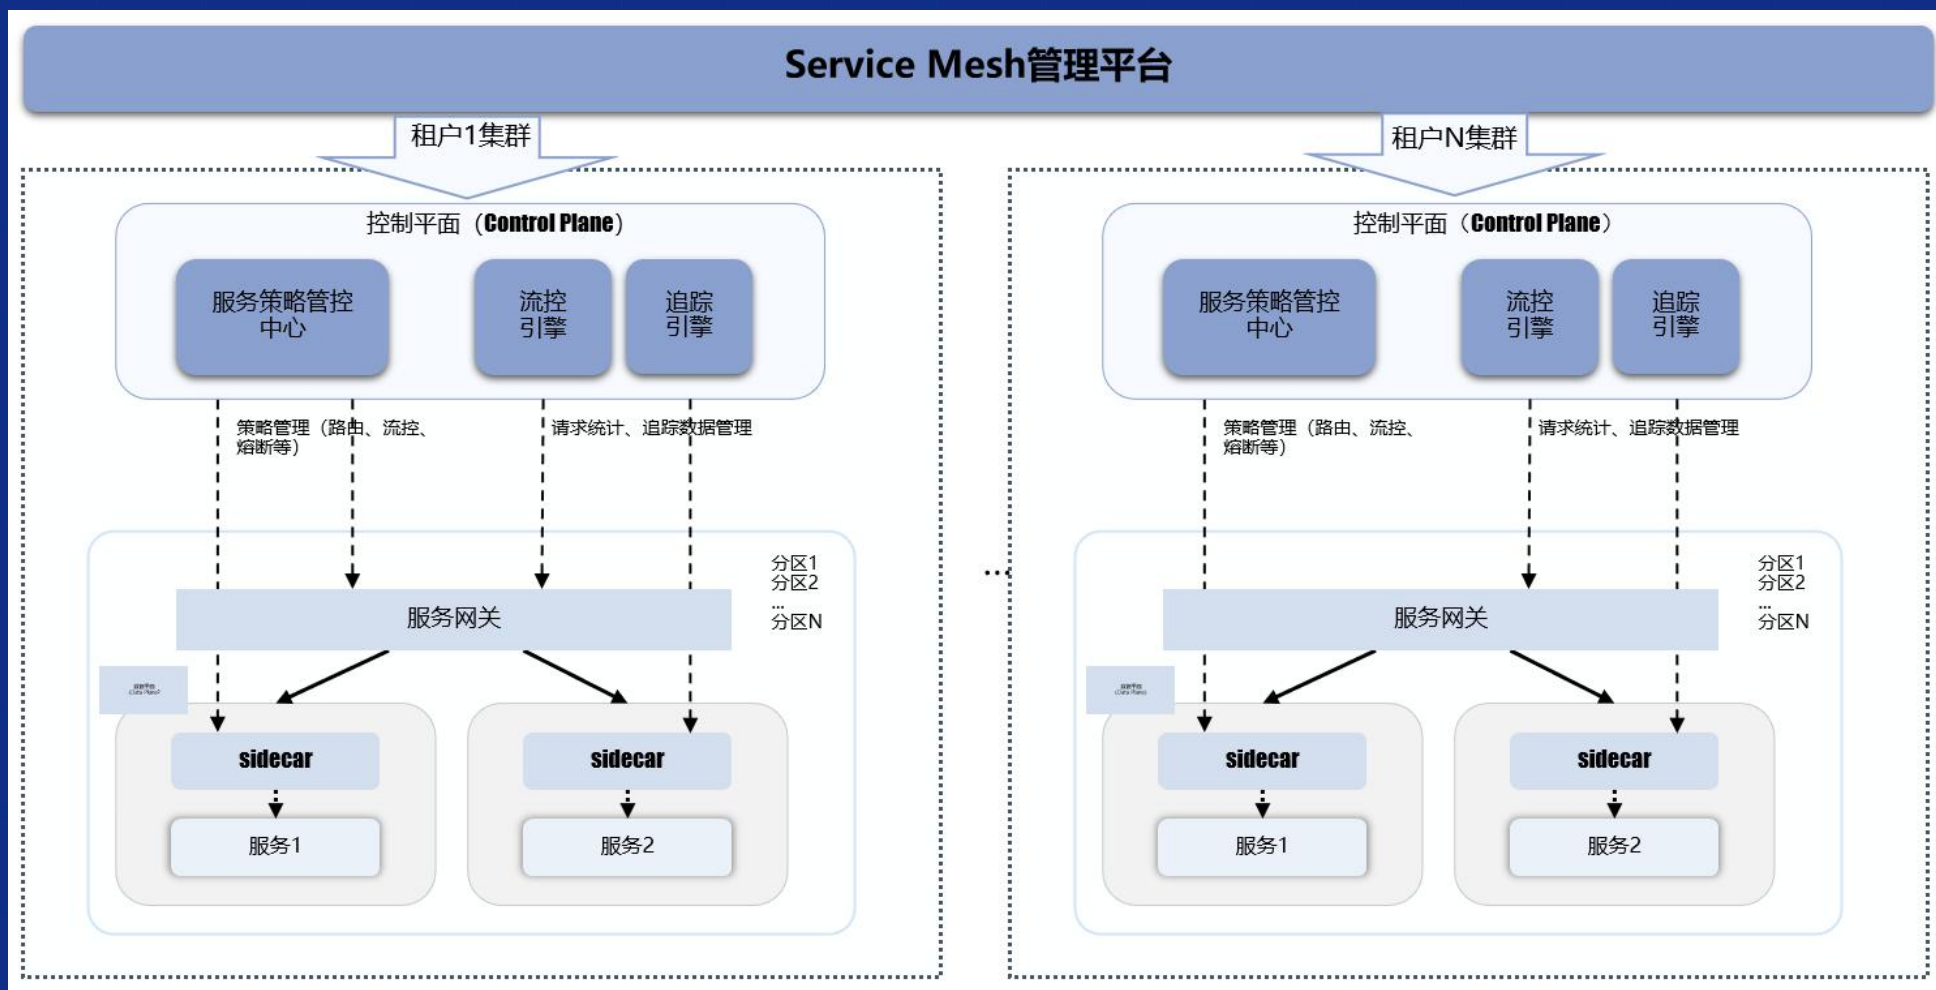 Service Mesh管理平台
租户1集群
控制平面（Control Plane）
服务策略管控
中心
流控
引擎
追踪
引擎
策略管理（路由、流控、
熔断等）
请求统计、追踪数据管理
分区1
分区2
...
分区N
服务网关
sidecar
服务1
sidecar
服务2
...
租户N集群
控制平面（Control Plane）
服务策略管控
中心
流控
引擎
追踪
引擎
策略管理（路由、流控、
熔断等）
请求统计、追踪数据管理
分区1
分区2
...
分区N
服务网关
(Data Plane)
sidecar
服务1
sidecar
服务2